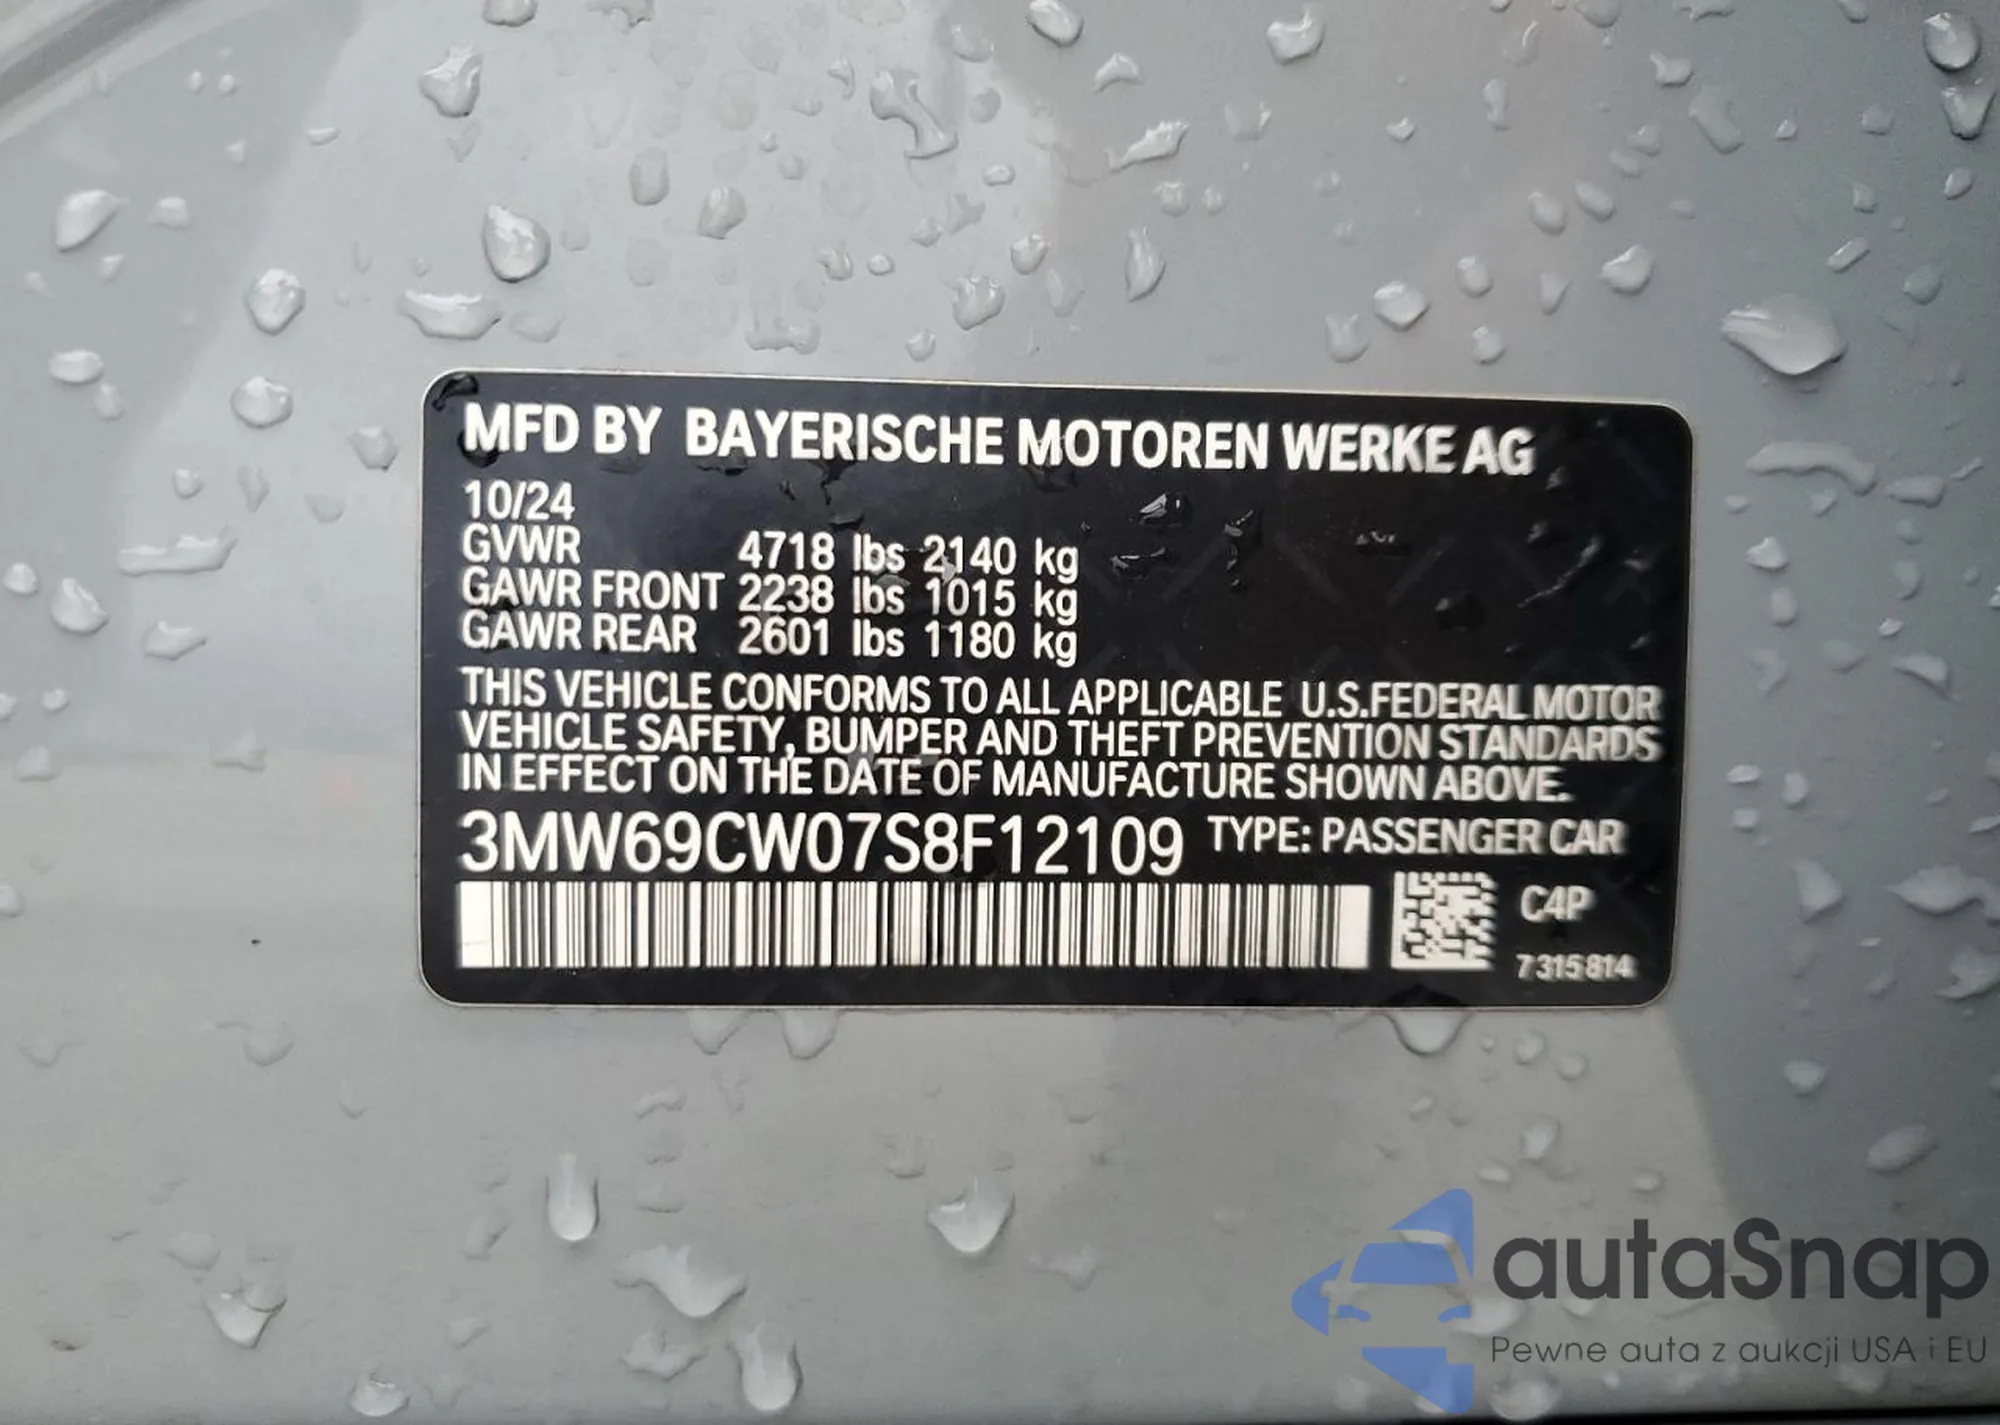 MFD BY BAYERISCHE MOTOREN WERKE AG
10/24
GVWR 4718 lbs 2140 kg
GAWR FRONT 2238 lbs 1015 kg
GAWR REAR 2601 lbs 1180 kg
THIS VEHICLE CONFORMS TO ALL APPLICABLE U.S.FEDERAL MOTOR
VEHICLE SAFETY, BUMPER AND THEFT PREVENTION STANDARDS
IN EFFECT ON THE DATE OF MANUFACTURE SHOWN ABOVE.
3MW69CW07S8F12109 TYPE: PASSENGER CAR
C4P
7315814
autaSnap
Pewne auta z aukcji USA i EU